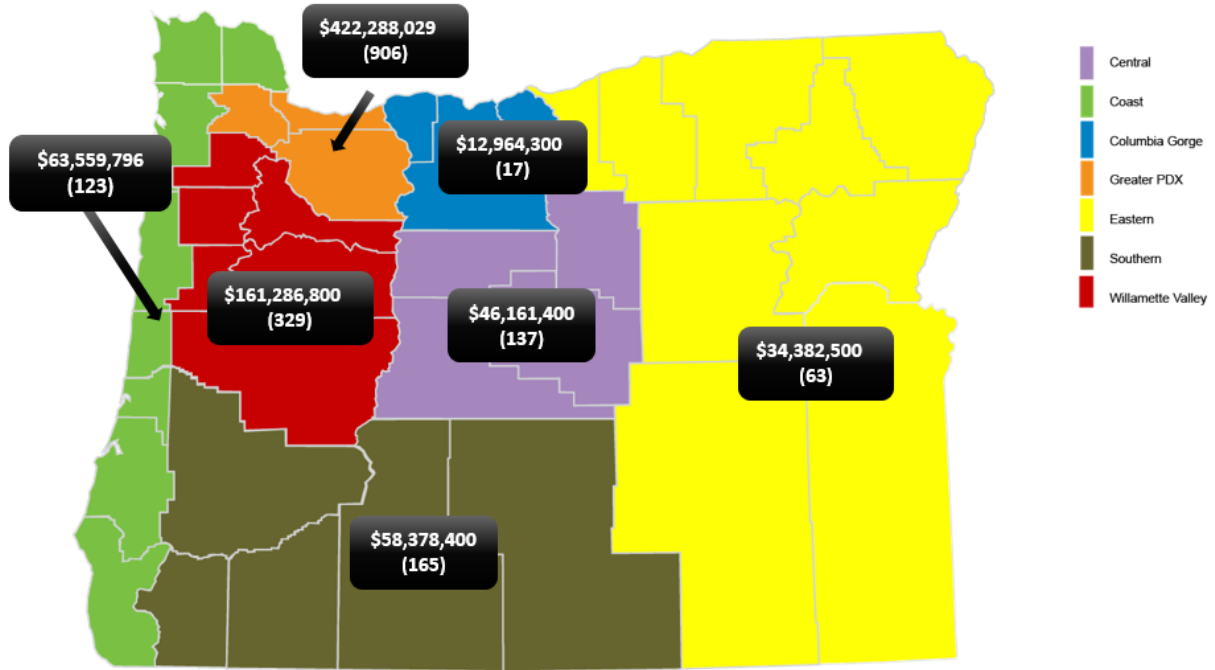 $422,288,029
(906)
$63,559,796
(123)
$12,964,300
(17)
$161,286,800
(329)
$46,161,400
(137)
$34,382,500
(63)
$58,378,400
(165)
Central
Coast
Columbia Gorge
Greater PDX
Eastern
Southern
Willamette Valley